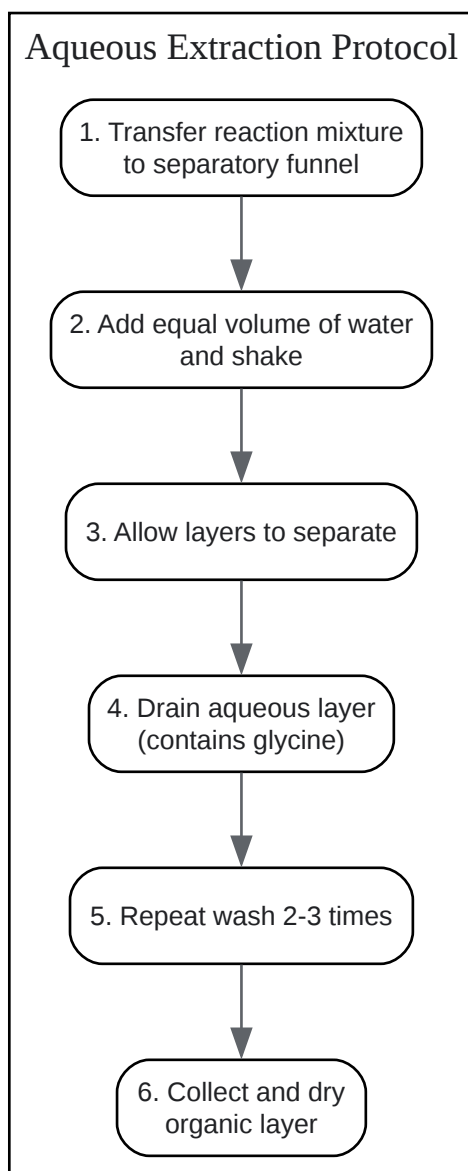 Aqueous Extraction Protocol
1. Transfer reaction mixture
to separatory funnel
2. Add equal volume of water
and shake
3. Allow layers to separate
4. Drain aqueous layer
(contains glycine)
5. Repeat wash 2-3 times
6. Collect and dry
organic layer